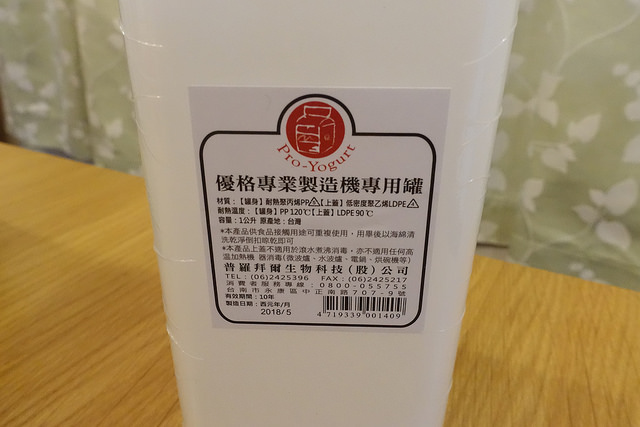 Pro-Yogurt
優格專業製造機專用罐
材質：【罐身】耐熱聚丙烯PP 5【上蓋】低密度聚乙烯LDPE 4
耐熱溫度：【罐身】PP 120℃【上蓋】LDPE 90℃
容量：1公升 原產地：台灣
*本產品供食品接觸用途可重複使用，用畢後以海綿清
洗乾淨倒扣晾乾即可
*本產品上蓋不適用於滾水煮沸消毒，亦不適用任何高
溫加熱機 器消毒(微波爐、水波爐、電鍋、烘碗機等)
普羅拜爾生物科技（股）公司
TEL：(06)2425396 FAX：(06)2425217
消費者服務專線：0800-055755
台南市永康區中正南路707-9號
有效期間：10年
製造日期：西元年/月
2018/5
4 719339 001409